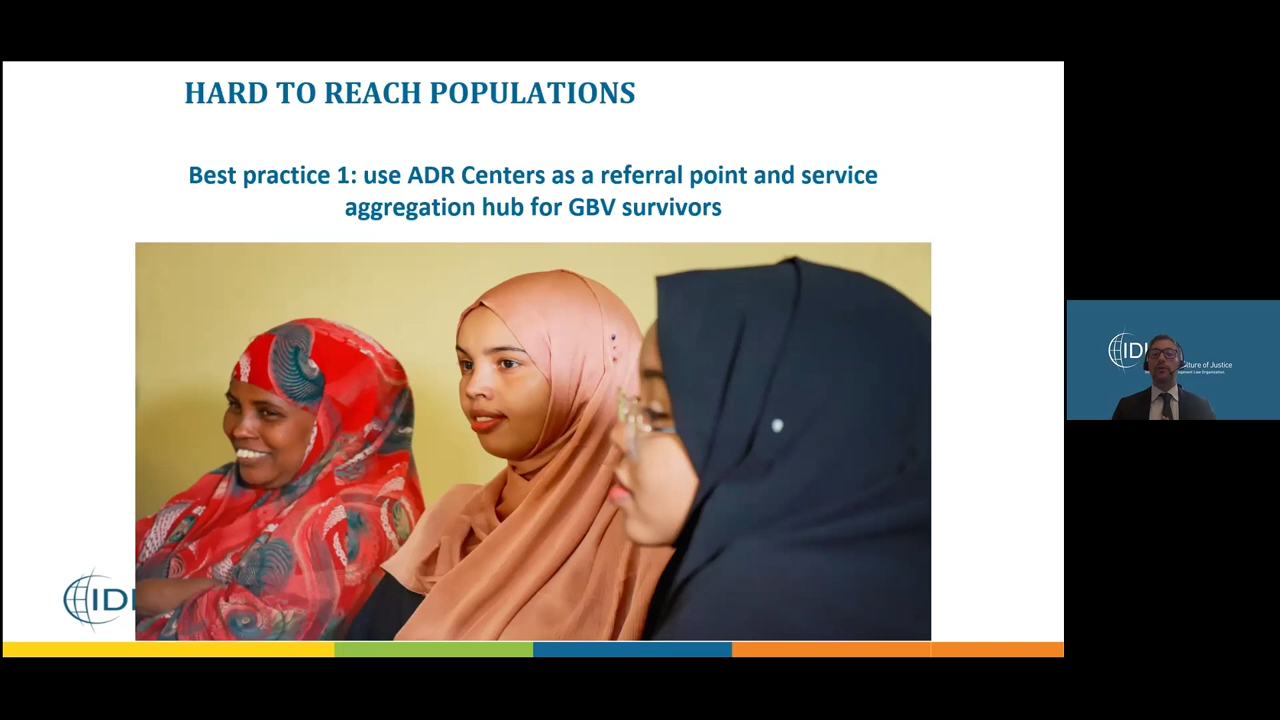 HARD TO REACH POPULATIONS
Best practice 1: use ADR Centers as a referral point and service
aggregation hub for GBV survivors